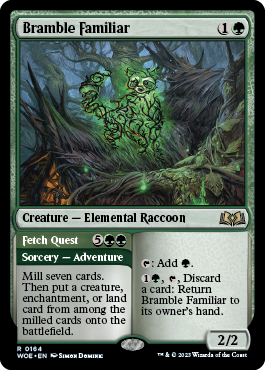 Bramble Familiar 1
Creature — Elemental Raccoon
Fetch Quest 5
Sorcery — Adventure
Mill seven cards.
Then put a creature,
enchantment, or land
card from among the
milled cards onto the
battlefield.
: Add .
1 , , Discard
a card: Return
Bramble Familiar to
its owner's hand.
2/2
R 0164
WOE • EN Simon Dominic
™ & © 2023 Wizards of the Coast